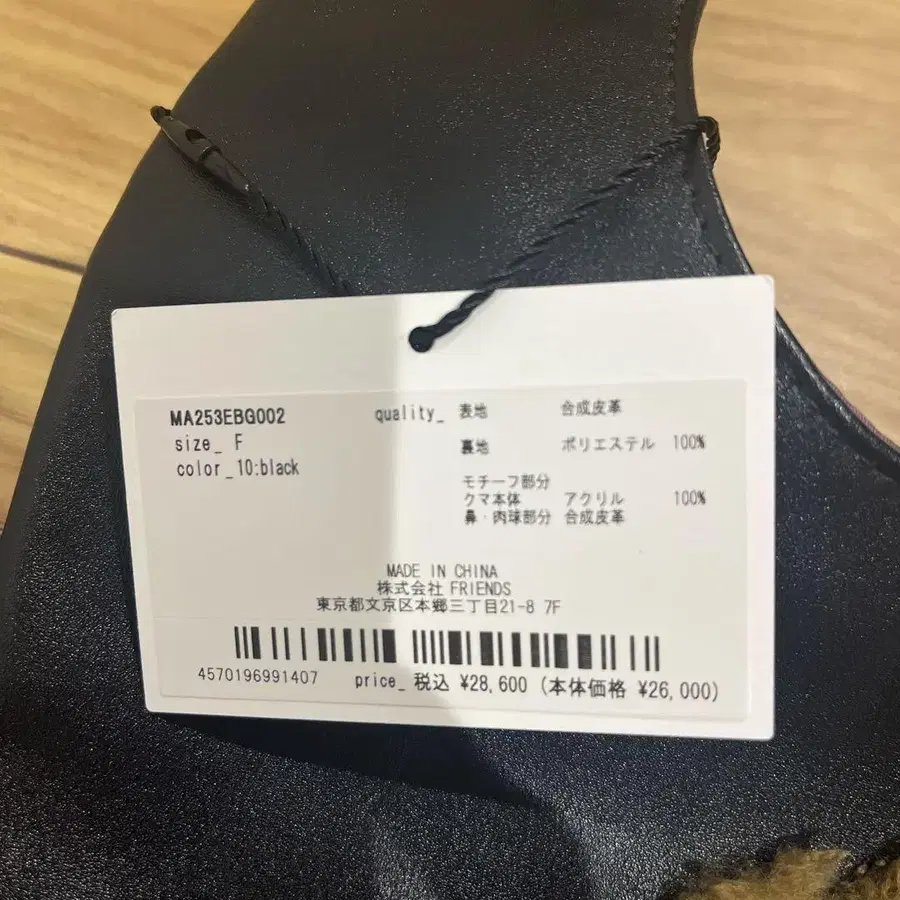 MA253EBG002
size_ F
color_10:black
quality_ 表地 合成皮革
裏地 ポリエステル 100%
モチーフ部分
クマ本体 アクリル 100%
鼻・肉球部分 合成皮革
MADE IN CHINA
株式会社 FRIENDS
東京都文京区本郷三丁目21-8 7F
4570196991407
price_ 税込 ¥28,600 (本体価格 ¥26,000)